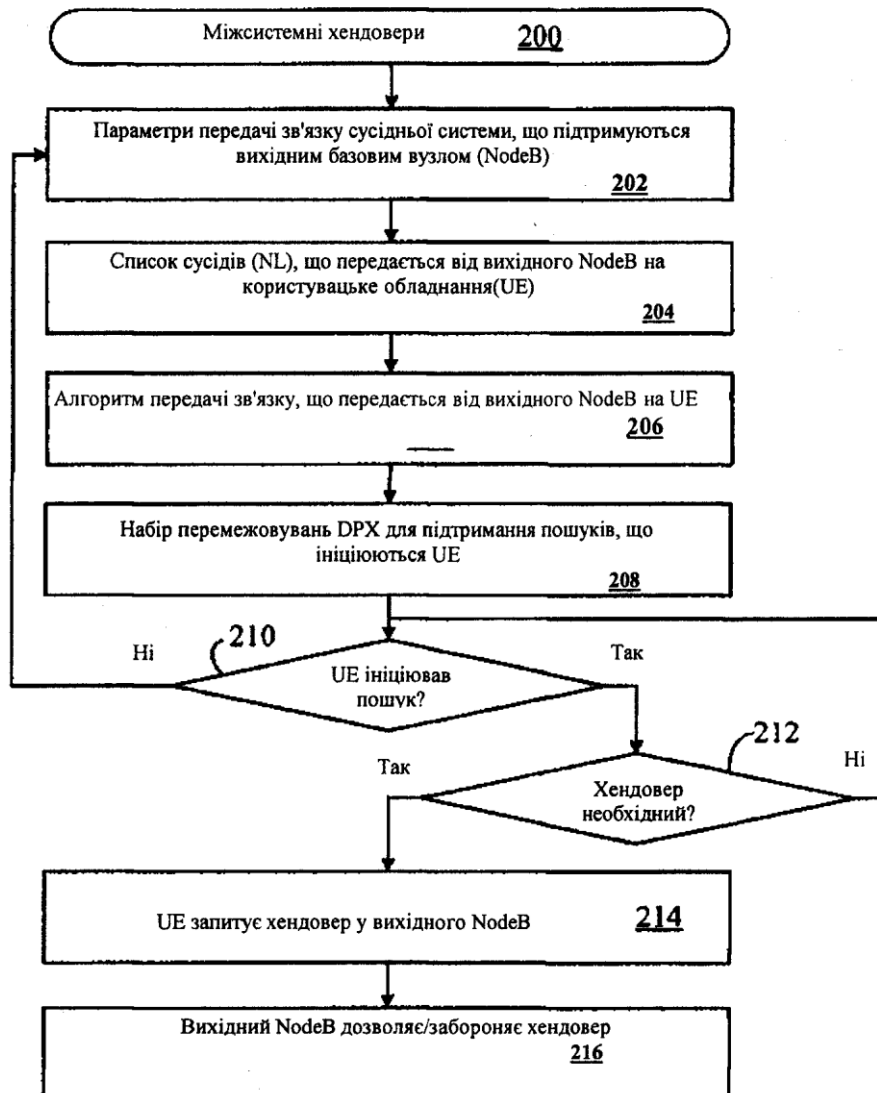 Міжсистемні хендовери 200
Параметри передачі зв'язку сусідньої системи, що підтримуються
вихідним базовим вузлом (NodeB)
202
Список сусідів (NL), що передається від вихідного NodeB на
користувацьке обладнання(UE)
204
Алгоритм передачі зв'язку, що передається від вихідного NodeB на UE
206
Набір перемежовувань DPX для підтримання пошуків, що
ініціюються UE
208
Ні 210 Так
UE ініціював
пошук?
212
Так Ні
Хендовер
необхідний?
UE запитує хендовер у вихідного NodeB 214
Вихідний NodeB дозволяє/забороняє хендовер
216